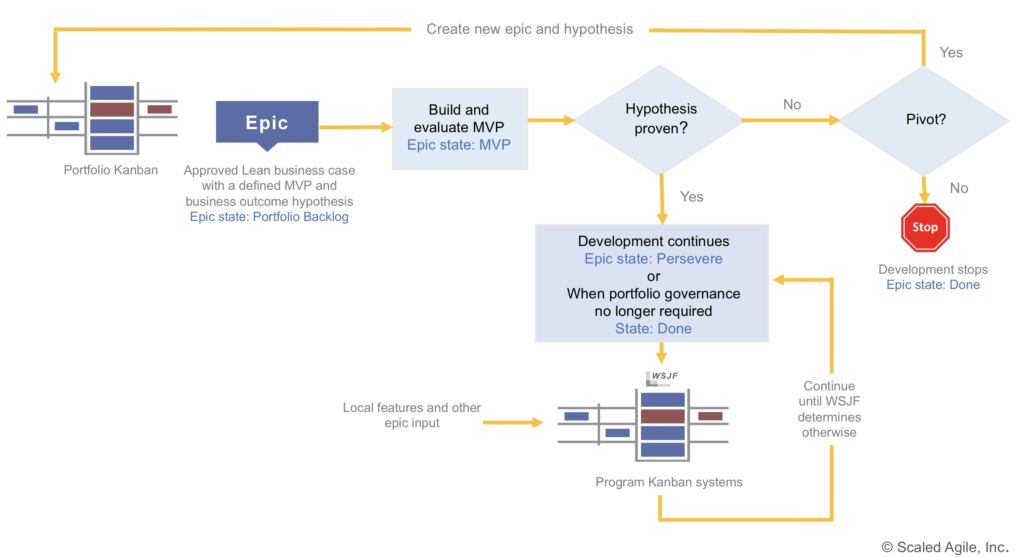 Create new epic and hypothesis
Yes
Portfolio Kanban
Epic
Approved Lean business case
with a defined MVP and
business outcome hypothesis
Epic state: Portfolio Backlog
Build and
evaluate MVP
Epic state: MVP
Hypothesis
proven?
No
Pivot?
Yes
No
Stop
Development stops
Epic state: Done
Development continues
Epic state: Persevere
or
When portfolio governance
no longer required
State: Done
WSJF
Local features and other
epic input
Program Kanban systems
Continue
until WSJF
determines
otherwise
© Scaled Agile, Inc.